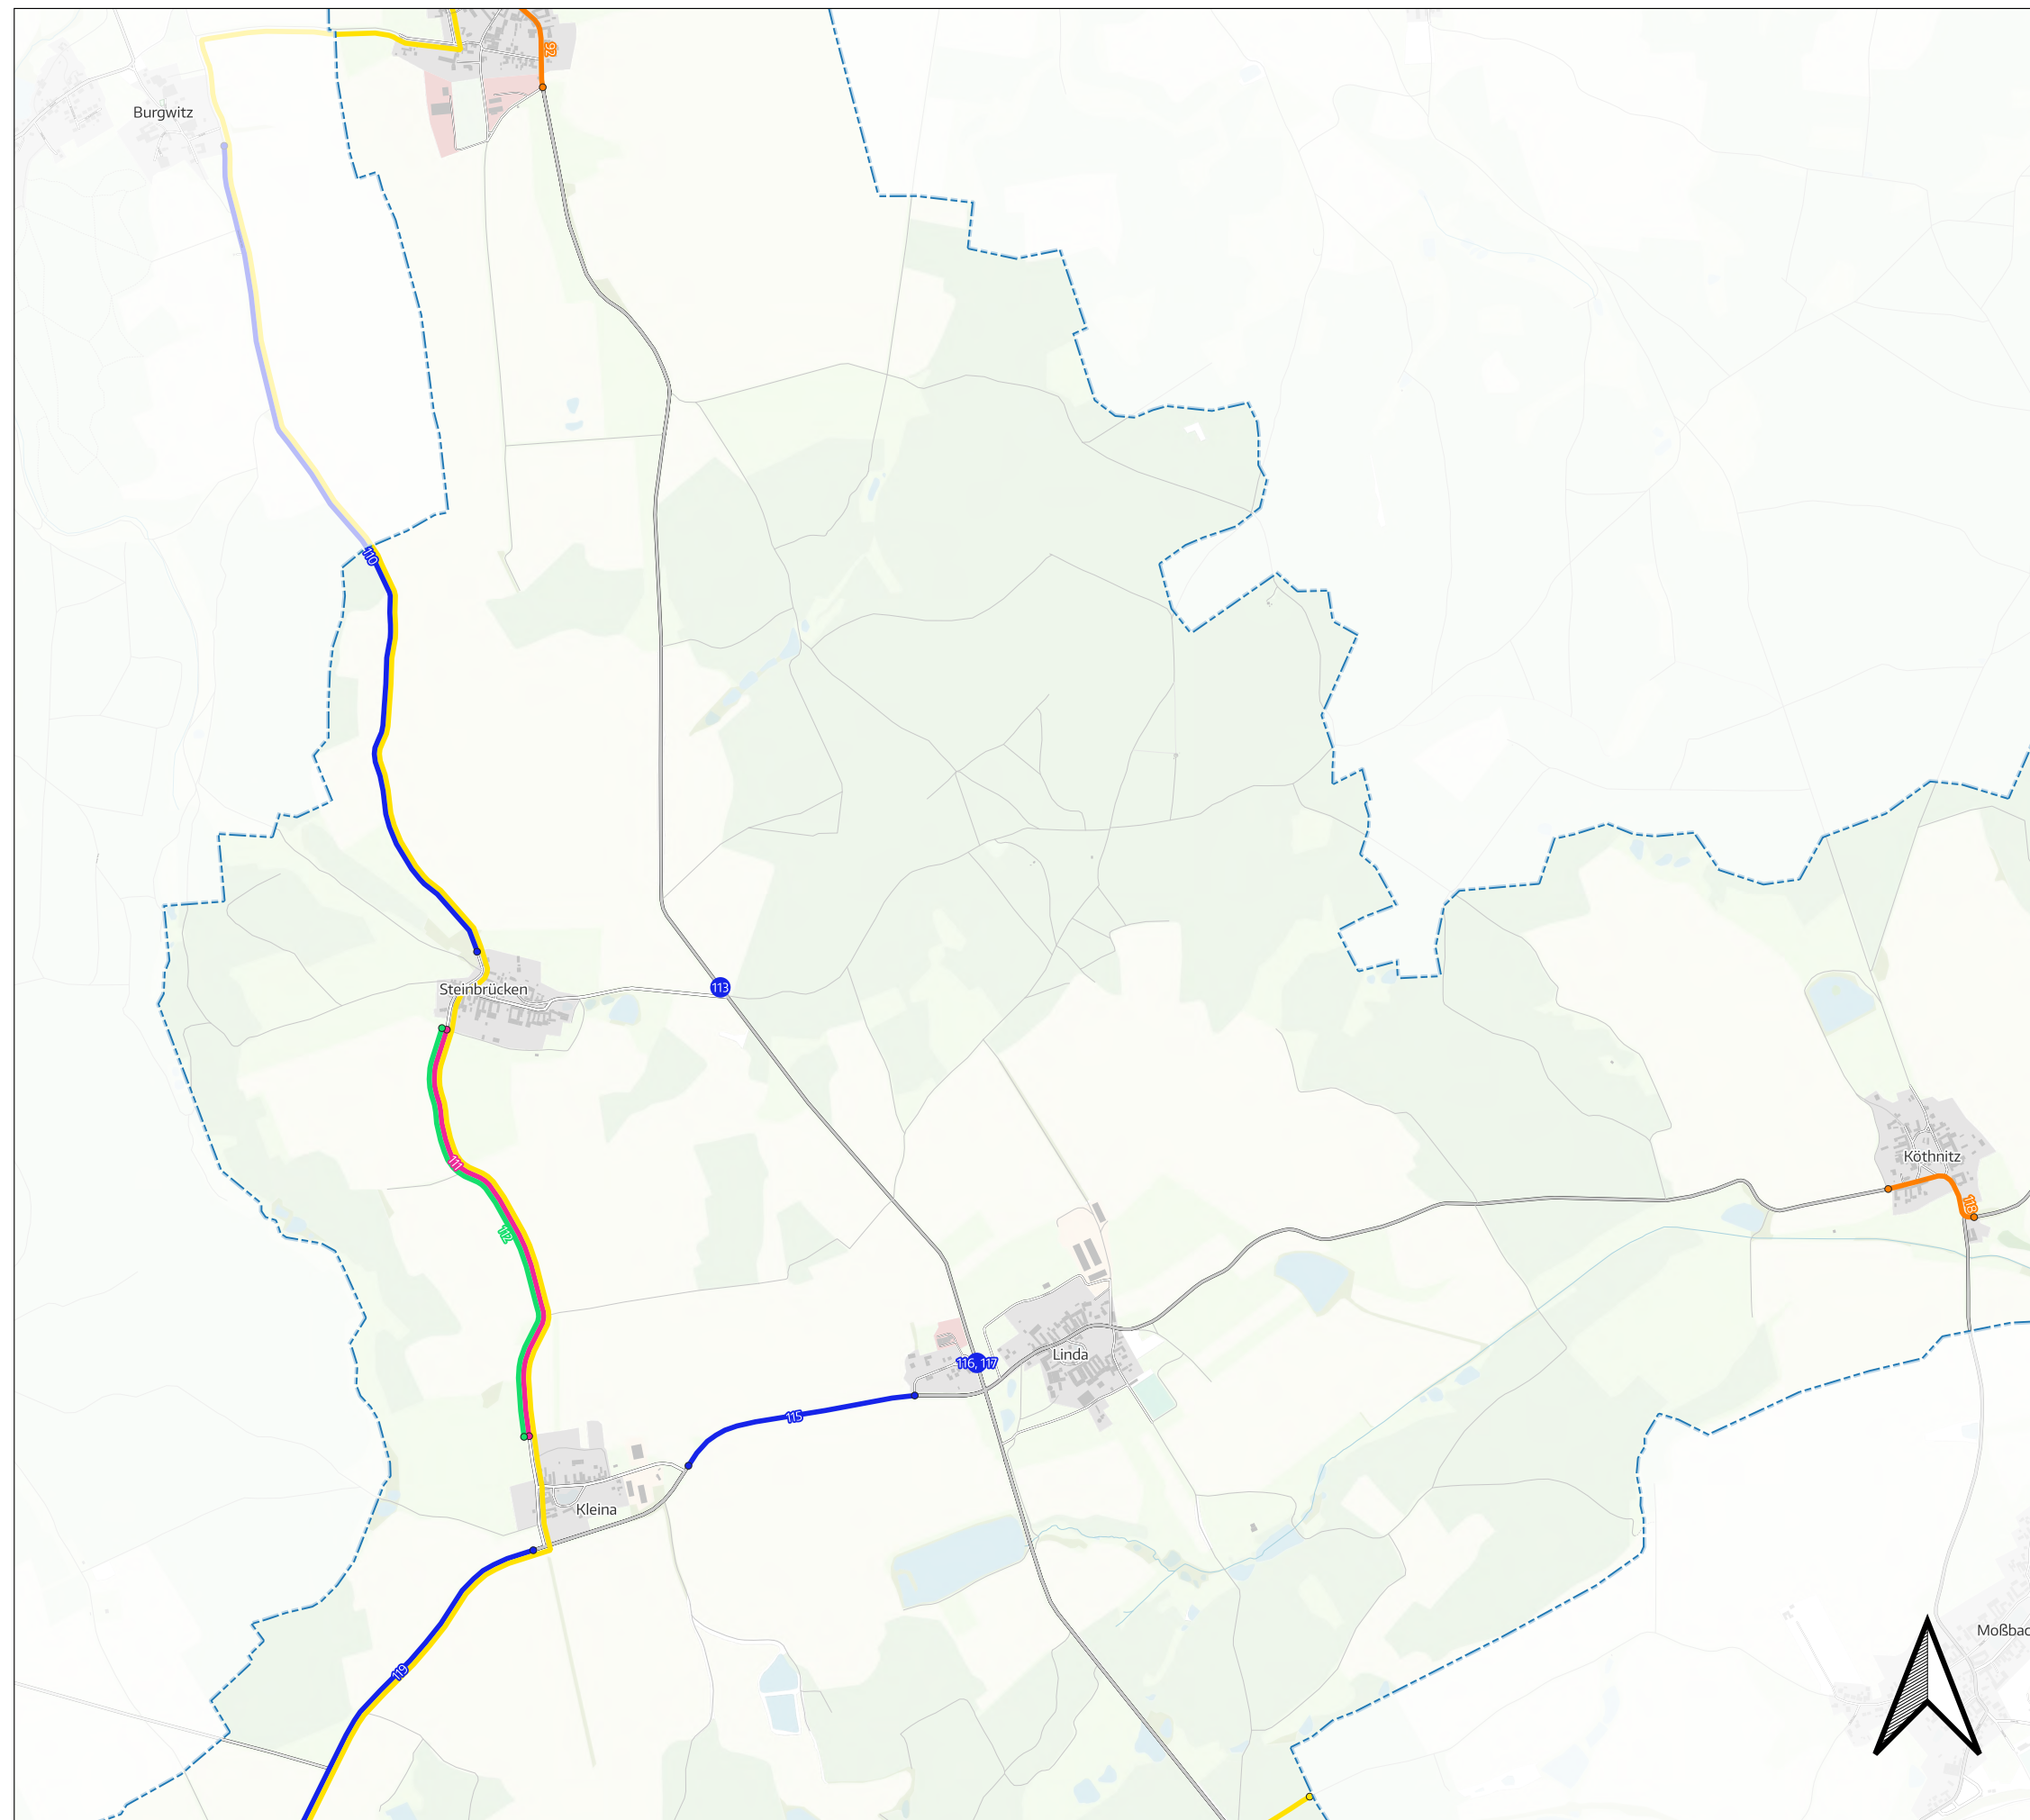 92
Burgwitz
110
Steinbrücken
113
111
Köthnitz
118
112
Linda
116, 117
115
Kleina
Moßbac
119